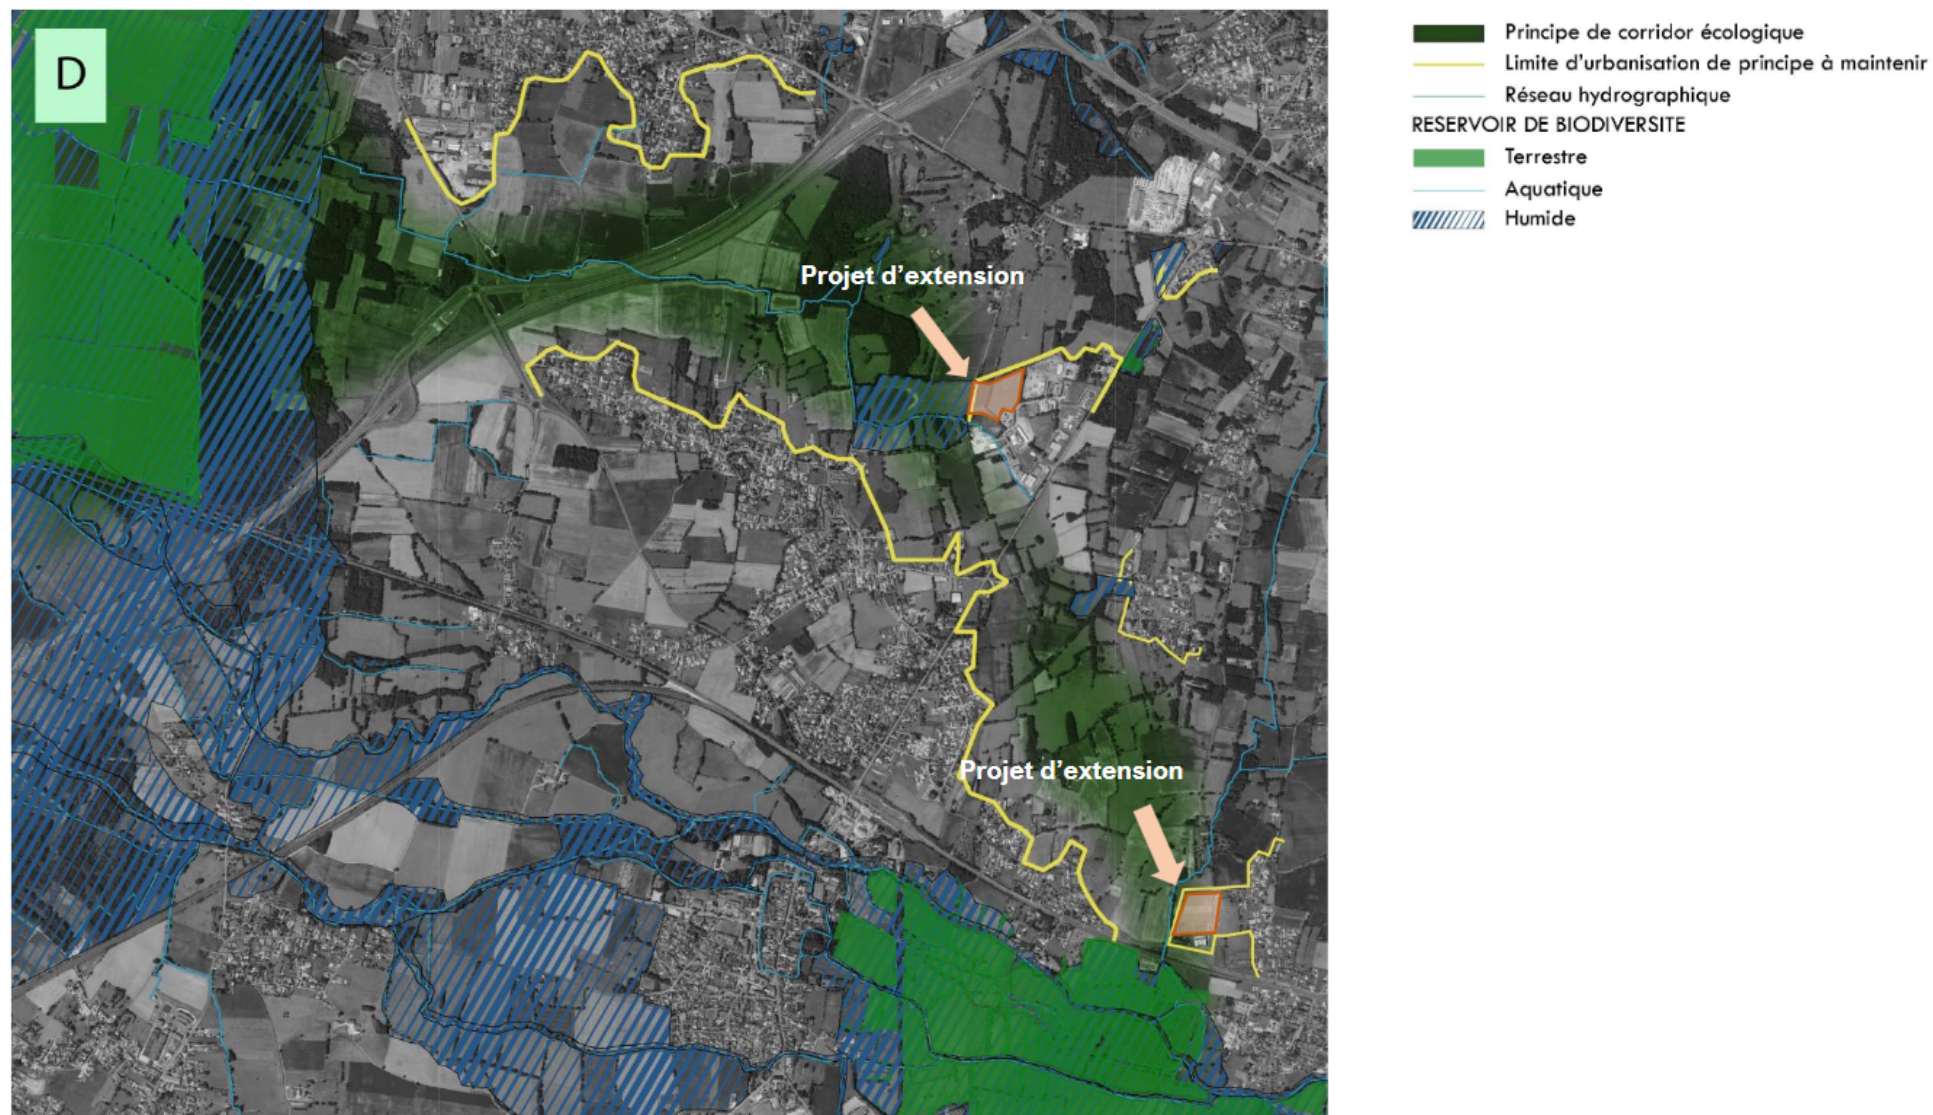 D
Projet d'extension
Projet d'extension
Principe de corridor écologique
Limite d'urbanisation de principe à maintenir
Réseau hydrographique
RESERVOIR DE BIODIVERSITE
Terrestre
Aquatique
Humide